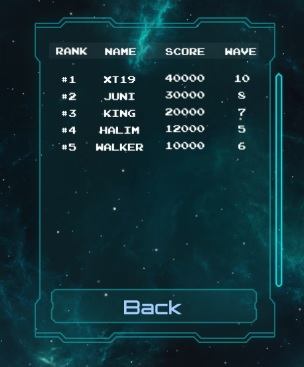 RANK NAME SCORE WAVE
#1 XT19 40000 10
#2 JUNI 30000 8
#3 KING 20000 7
#4 HALIM 12000 5
#5 WALKER 10000 6
Back